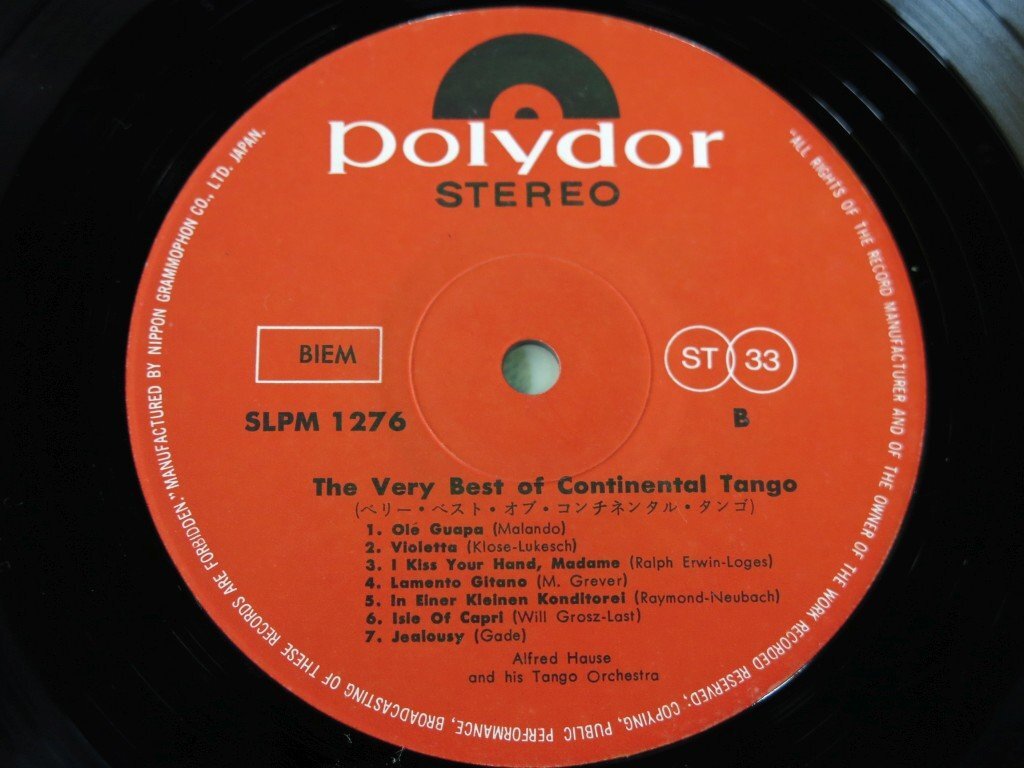 polydor
STEREO
BIEM
ST 33
SLPM 1276
B
The Very Best of Continental Tango
(ベリー・ベスト・オブ・コンチネンタル・タンゴ)
1. Olé Guapa (Malando)
2. Violetta (Klose-Lukesch)
3. I Kiss Your Hand, Madame (Ralph Erwin-Loges)
4. Lamento Gitano (M. Grever)
5. In Einer Kleinen Konditorei (Raymond-Neubach)
6. Isle Of Capri (Will Grosz-Last)
7. Jealousy (Gade)
Alfred Hause
and his Tango Orchestra
"ALL RIGHTS OF THE RECORD MANUFACTURER AND OF THE OWNER OF THE WORK RECORDED RESERVED; COPYING, PUBLIC PERFORMANCE, BROADCASTING OF THESE RECORDS ARE FORBIDDEN." MANUFACTURED BY NIPPON GRAMMOPHON CO., LTD. JAPAN.